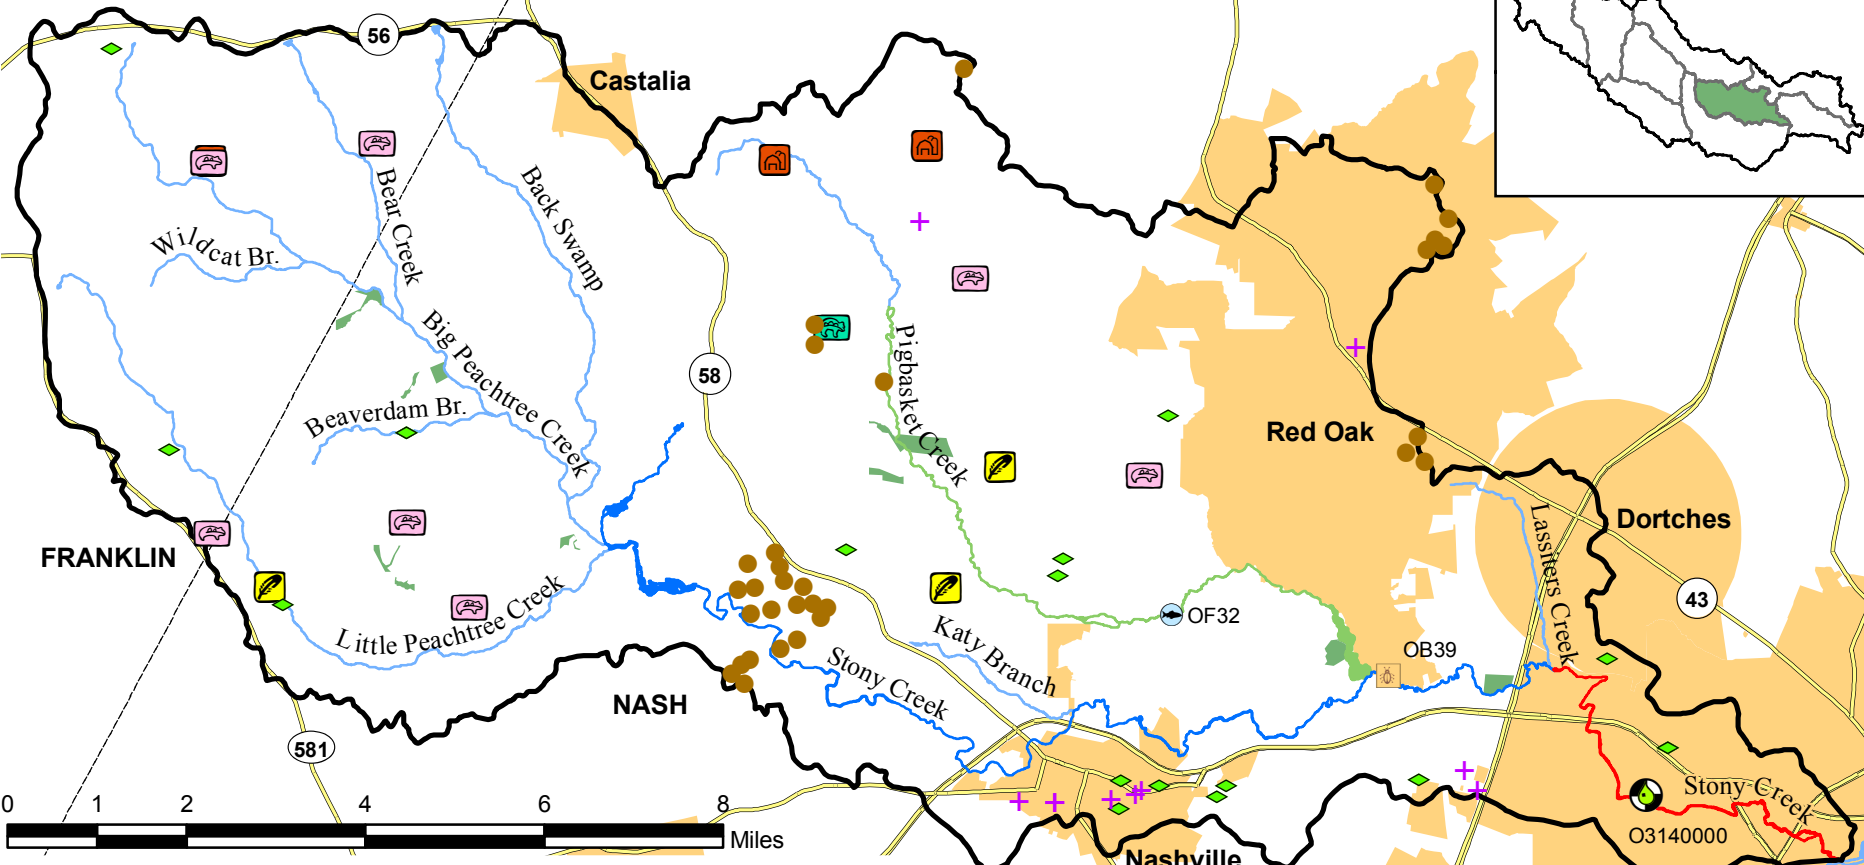 56
Castalia
Bear Creek
Back Swamp
Wildcat Br.
Big Peachtree Creek
58
Pigbasket Creek
Beaverdam Br.
Red Oak
Dortches
Lassiters Creek
FRANKLIN
43
Little Peachtree Creek
OF32
Katy Branch
OB39
Stony Creek
NASH
581
0 1 2 4 6 8
Miles
Stony Creek
O3140000
Nashville